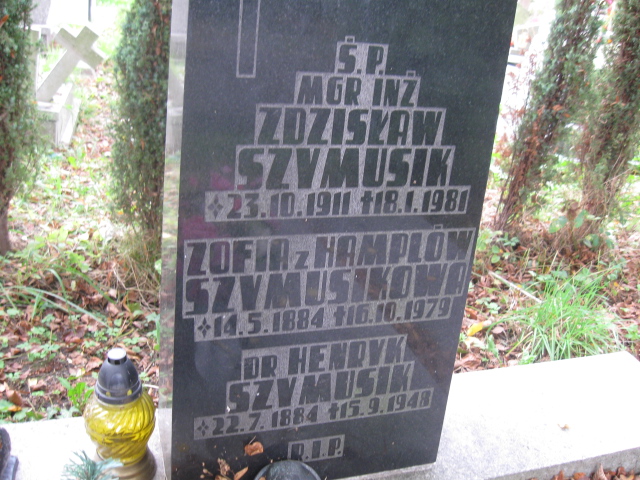 Ś. P.
MGR INŻ
ZDZISŁAW
SZYMUSIK
23.10.1911 †18.1.1981
ZOFIA z HAMPLÓW
SZYMUSIKOWA
14.5.1884 †16.10.1979
DR HENRYK
SZYMUSIK
22.7.1884 †15.9.1948
R.I.P.